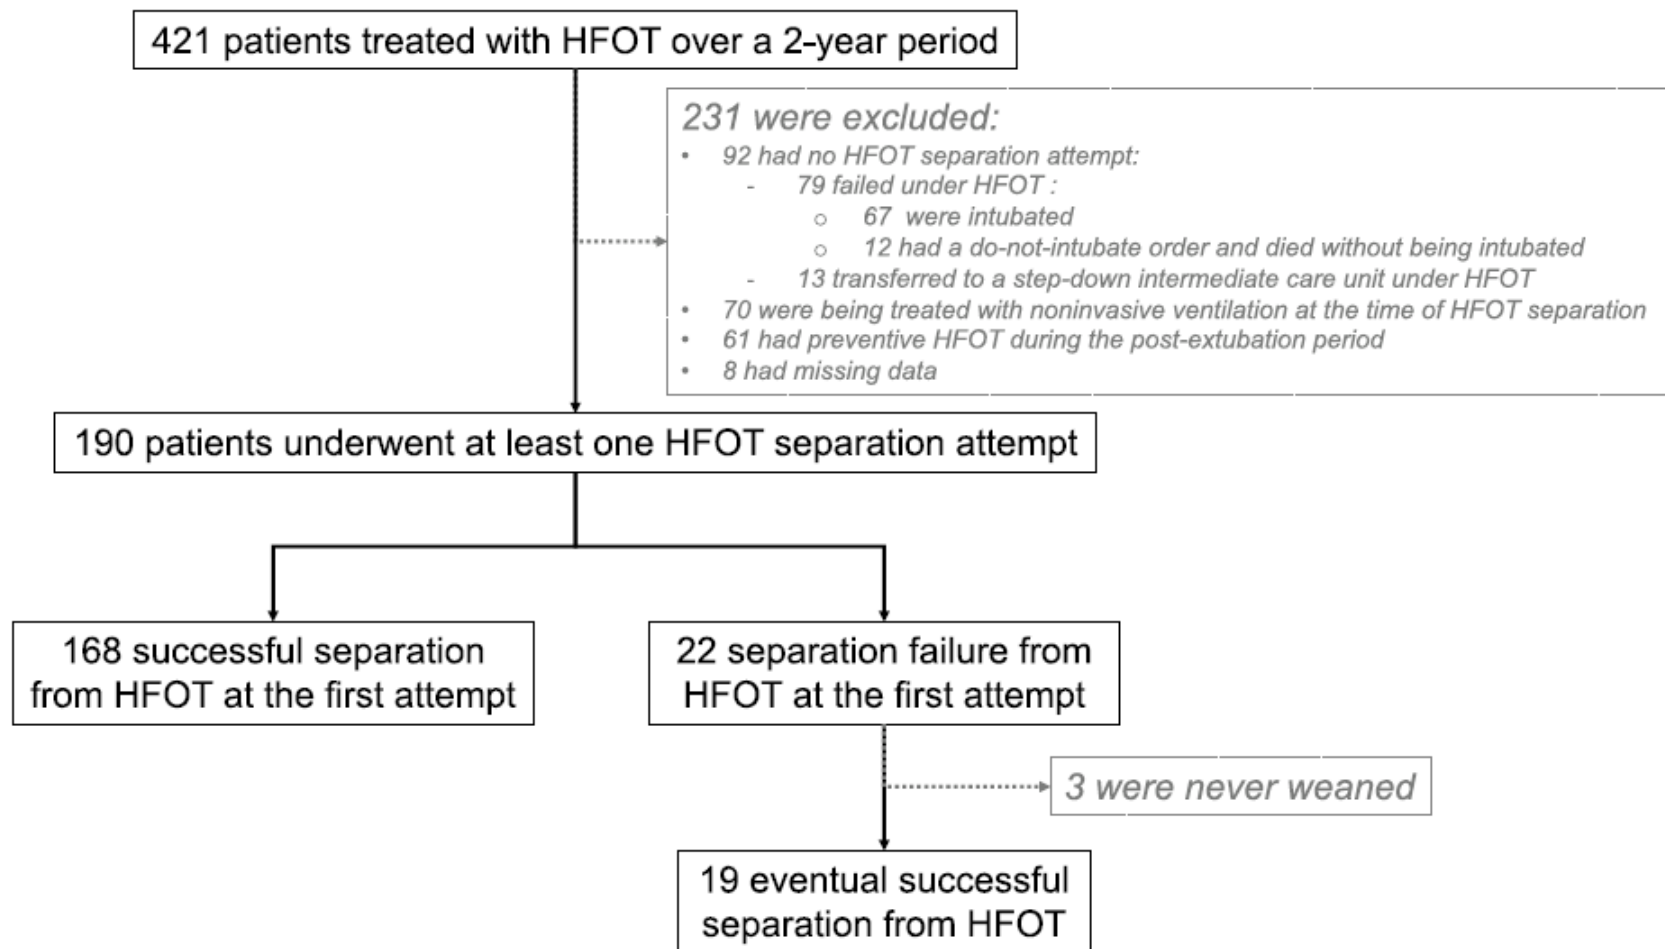 421 patients treated with HFOT over a 2-year period
231 were excluded:
• 92 had no HFOT separation attempt:
- 79 failed under HFOT :
o 67 were intubated
o 12 had a do-not-intubate order and died without being intubated
- 13 transferred to a step-down intermediate care unit under HFOT
• 70 were being treated with noninvasive ventilation at the time of HFOT separation
• 61 had preventive HFOT during the post-extubation period
• 8 had missing data
190 patients underwent at least one HFOT separation attempt
168 successful separation
from HFOT at the first attempt
22 separation failure from
HFOT at the first attempt
3 were never weaned
19 eventual successful
separation from HFOT